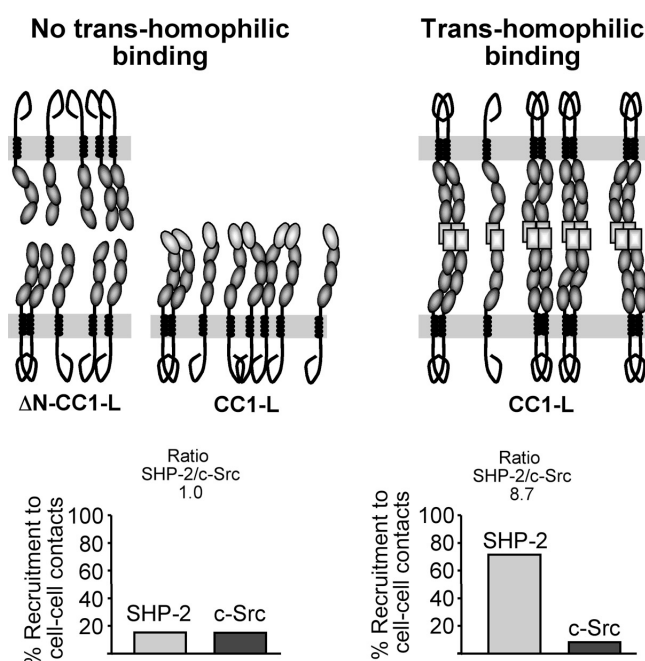 No trans-homophilic
binding
Trans-homophilic
binding
ΔN-CC1-L
CC1-L
CC1-L
Ratio
SHP-2/c-Src
1.0
% Recruitment to
cell-cell contacts
100
80
60
40
20
SHP-2
c-Src
Ratio
SHP-2/c-Src
8.7
% Recruitment to
cell-cell contacts
100
80
60
40
20
SHP-2
c-Src